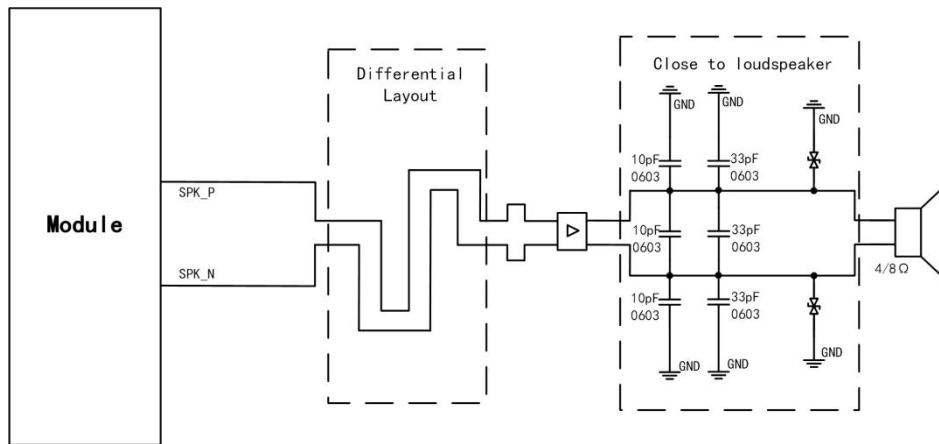 Differential
Layout
Close to loudspeaker
GND
GND
GND
10pF
0603
33pF
0603
SPK_P
Module
10pF
0603
33pF
0603
SPK_N
4/8Ω
10pF
0603
33pF
0603
GND
GND
GND